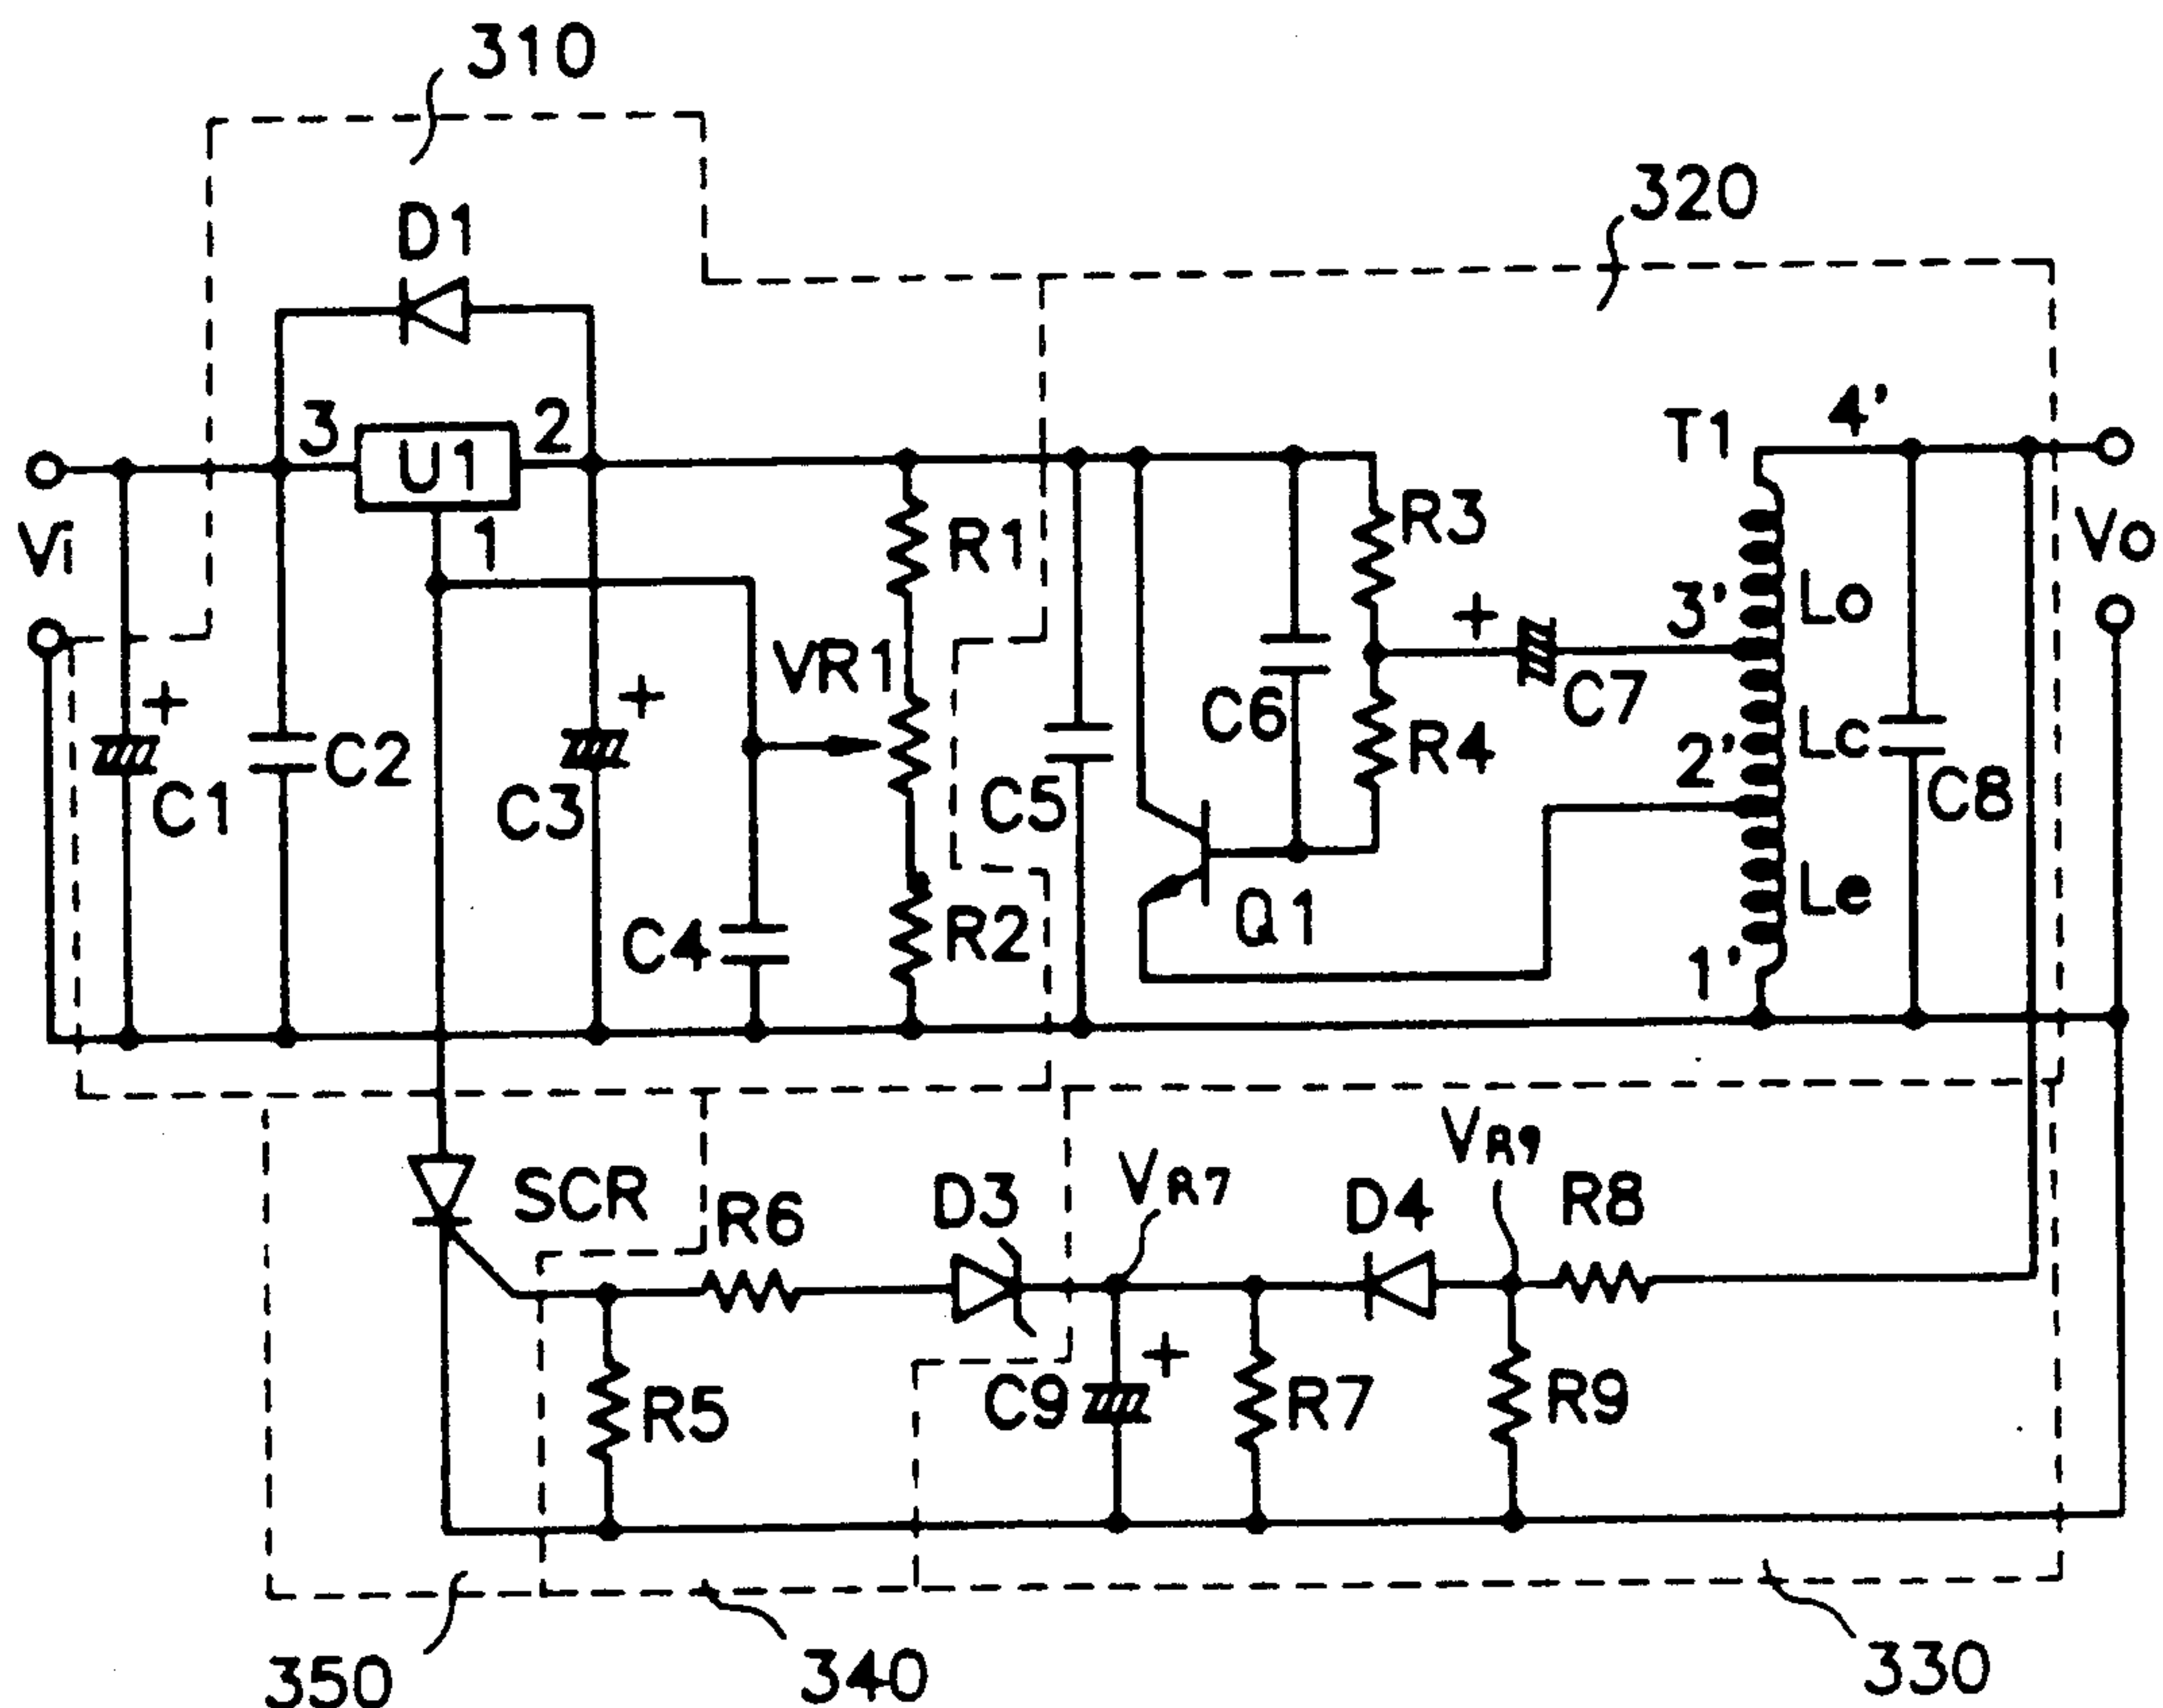 310
320
D1
T1
4'
3
U1
2
Vi
1
R1
R3
Lo
Vo
3'
+
VR1
C7
+
+
C6
R4
2'
Lc
C1
C2
C3
C5
C8
C4
R2
Q1
Le
1'
SCR
R6
D3
VR7
D4
VR9
R8
R5
C9
+
R7
R9
350
340
330